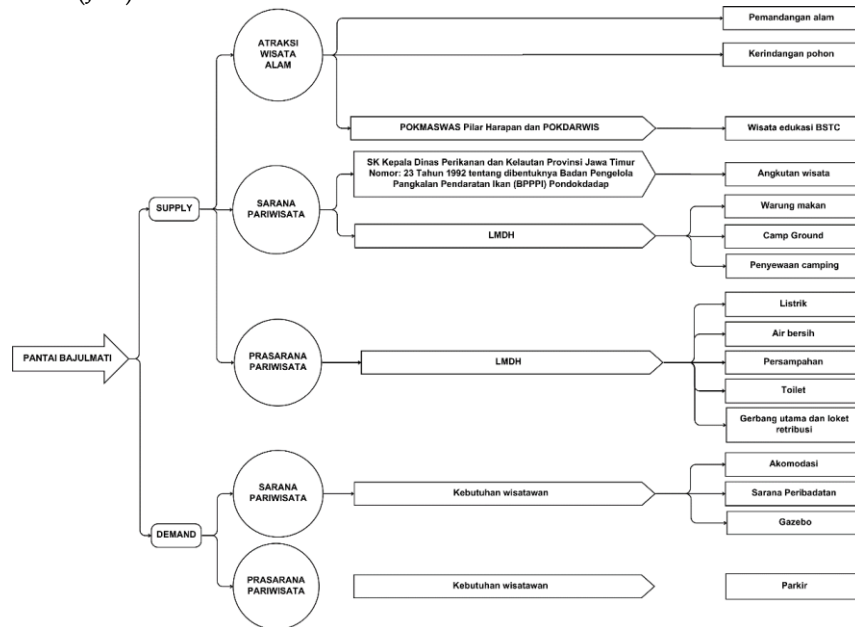 ATRAKSI
WISATA
ALAM
Pemandangan alam
Kerindangan pohon
POKMASWAS Pilar Harapan dan POKDARWIS
Wisata edukasi BSTC
SUPPLY
SARANA
PARIWISATA
SK Kepala Dinas Perikanan dan Kelautan Provinsi Jawa Timur
Nomor: 23 Tahun 1992 tentang dibentuknya Badan Pengelola
Pangkalan Pendaratan Ikan (BPPPI) Pondokdadap
Angkutan wisata
LMDH
Warung makan
Camp Ground
Penyewaan camping
PANTAI BAJULMATI
PRASARANA
PARIWISATA
LMDH
Listrik
Air bersih
Persampahan
Toilet
Gerbang utama dan loket
retribusi
DEMAND
SARANA
PARIWISATA
Kebutuhan wisatawan
Akomodasi
Sarana Peribadatan
Gazebo
PRASARANA
PARIWISATA
Kebutuhan wisatawan
Parkir